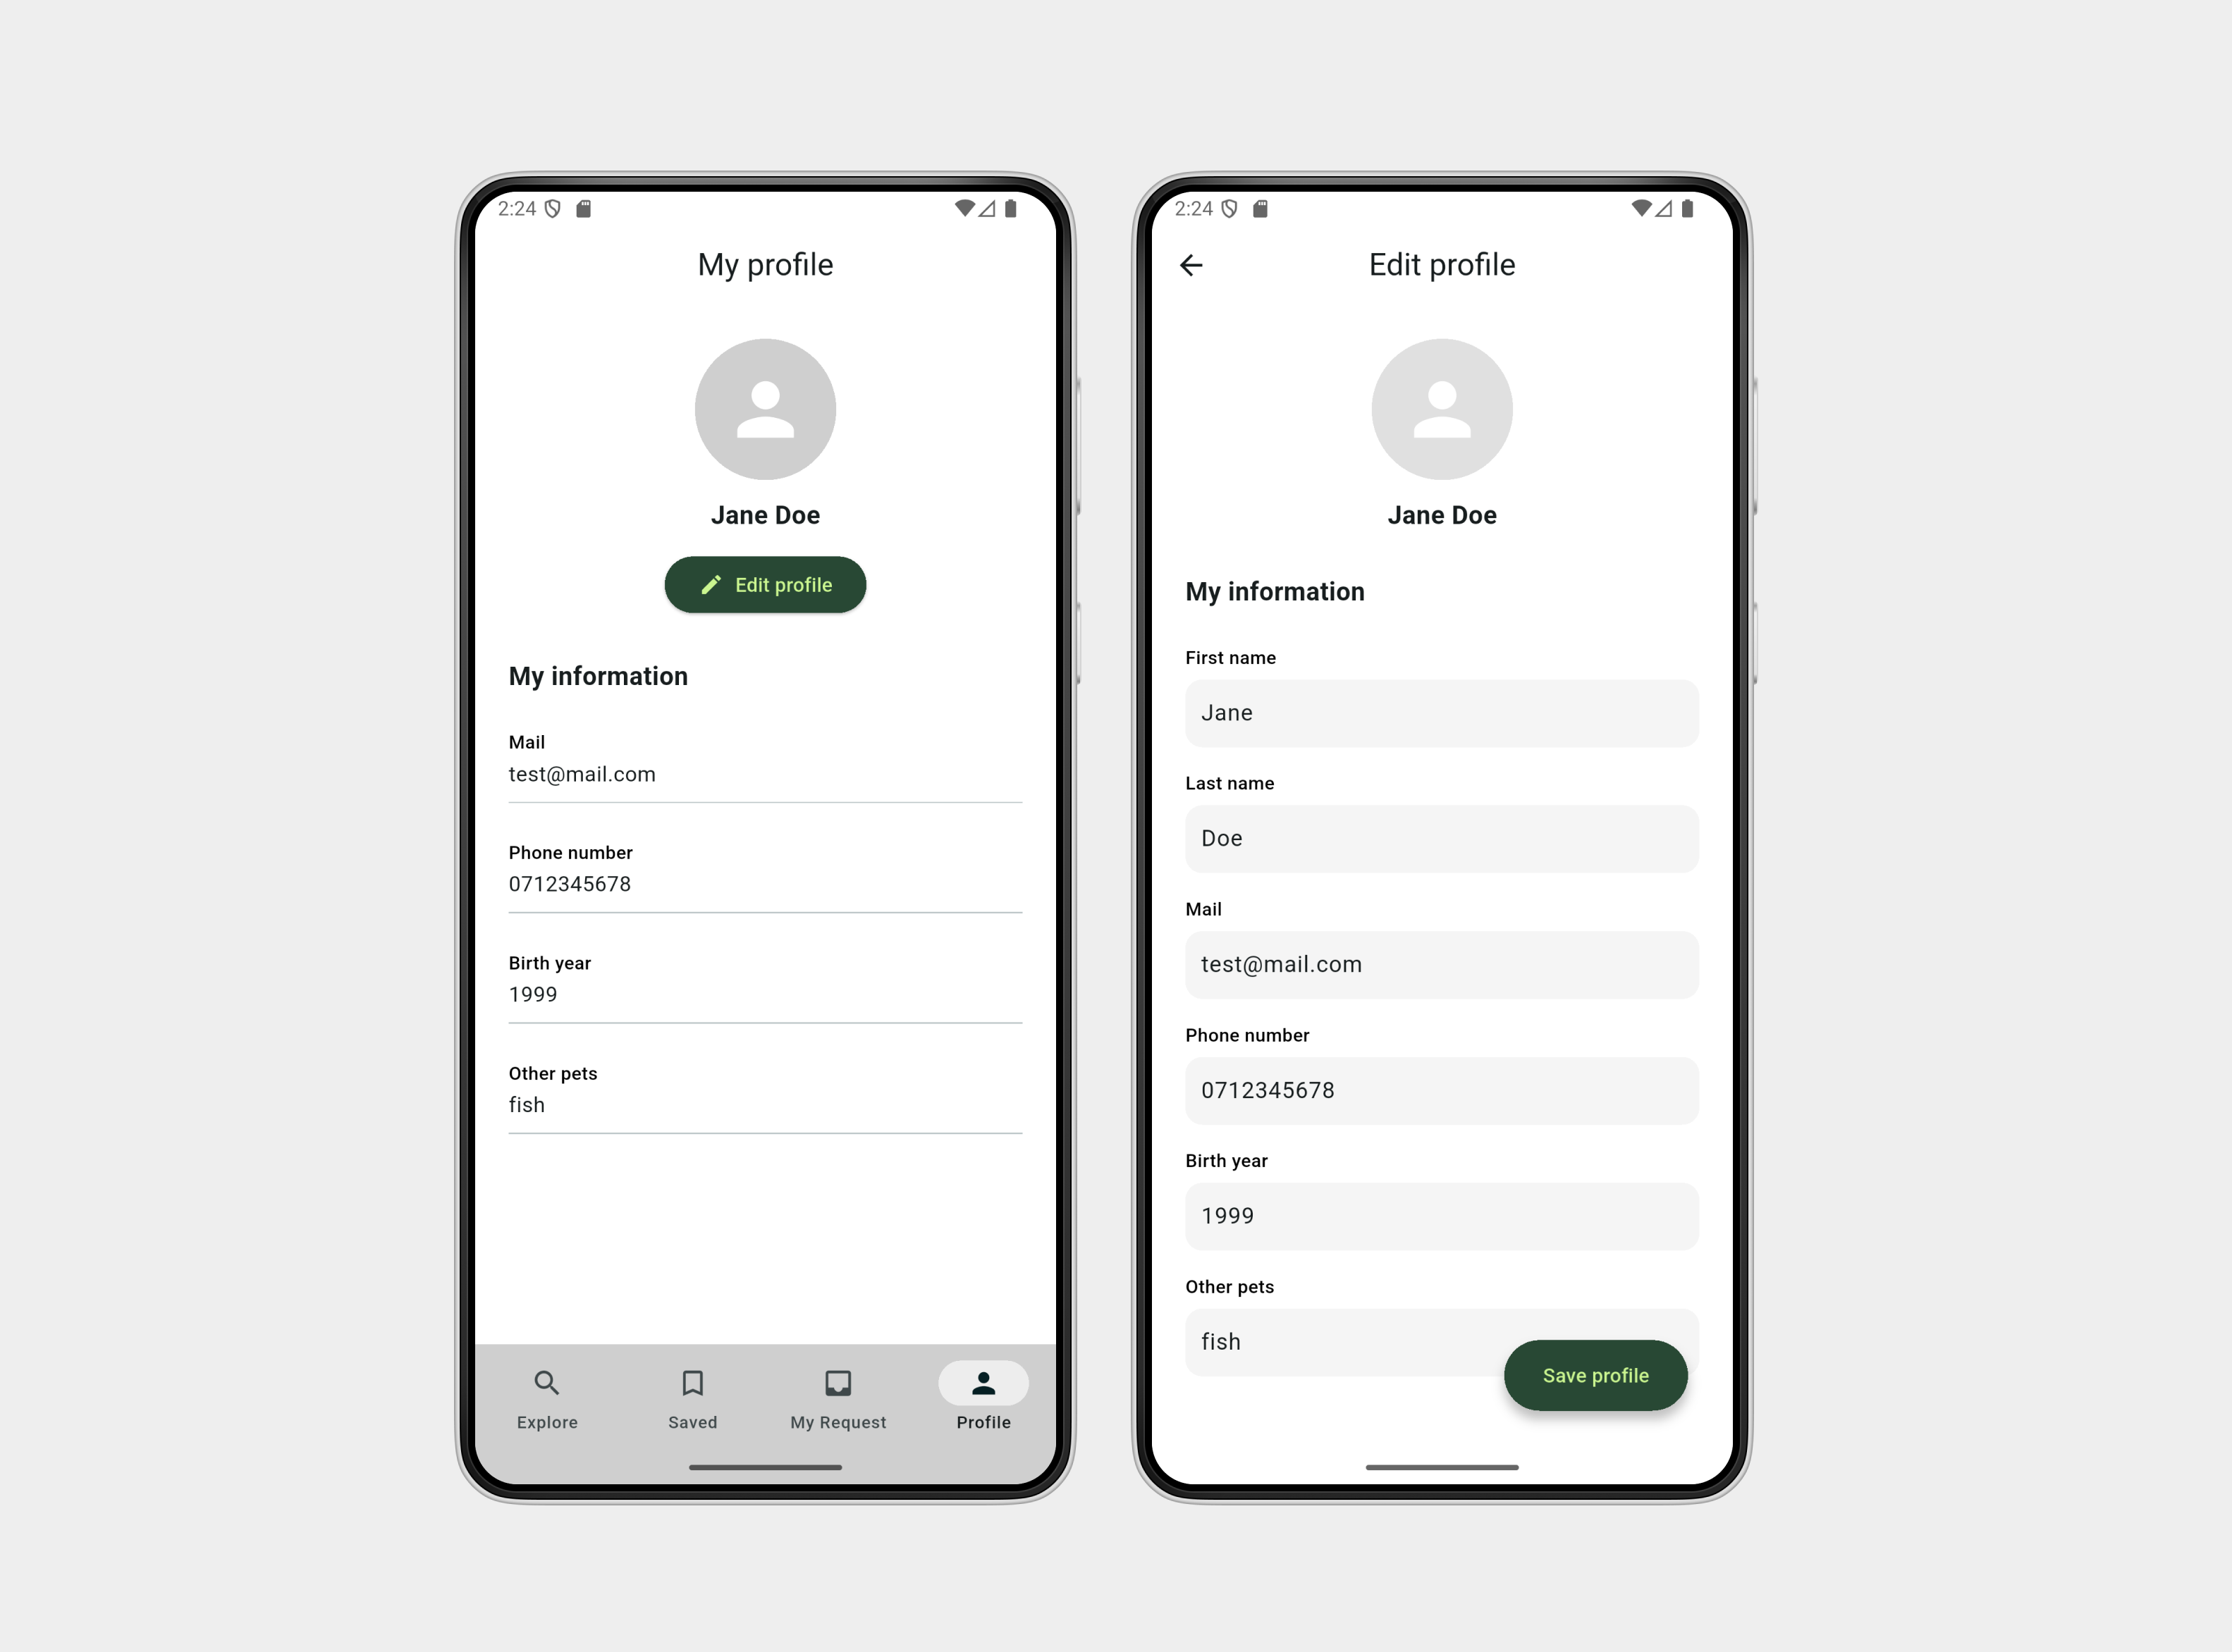 2:24
My profile
Jane Doe
Edit profile
My information
Mail
test@mail.com
Phone number
0712345678
Birth year
1999
Other pets
fish
Explore
Saved
My Request
Profile
2:24
Edit profile
Jane Doe
My information
First name
Jane
Last name
Doe
Mail
test@mail.com
Phone number
0712345678
Birth year
1999
Other pets
fish
Save profile